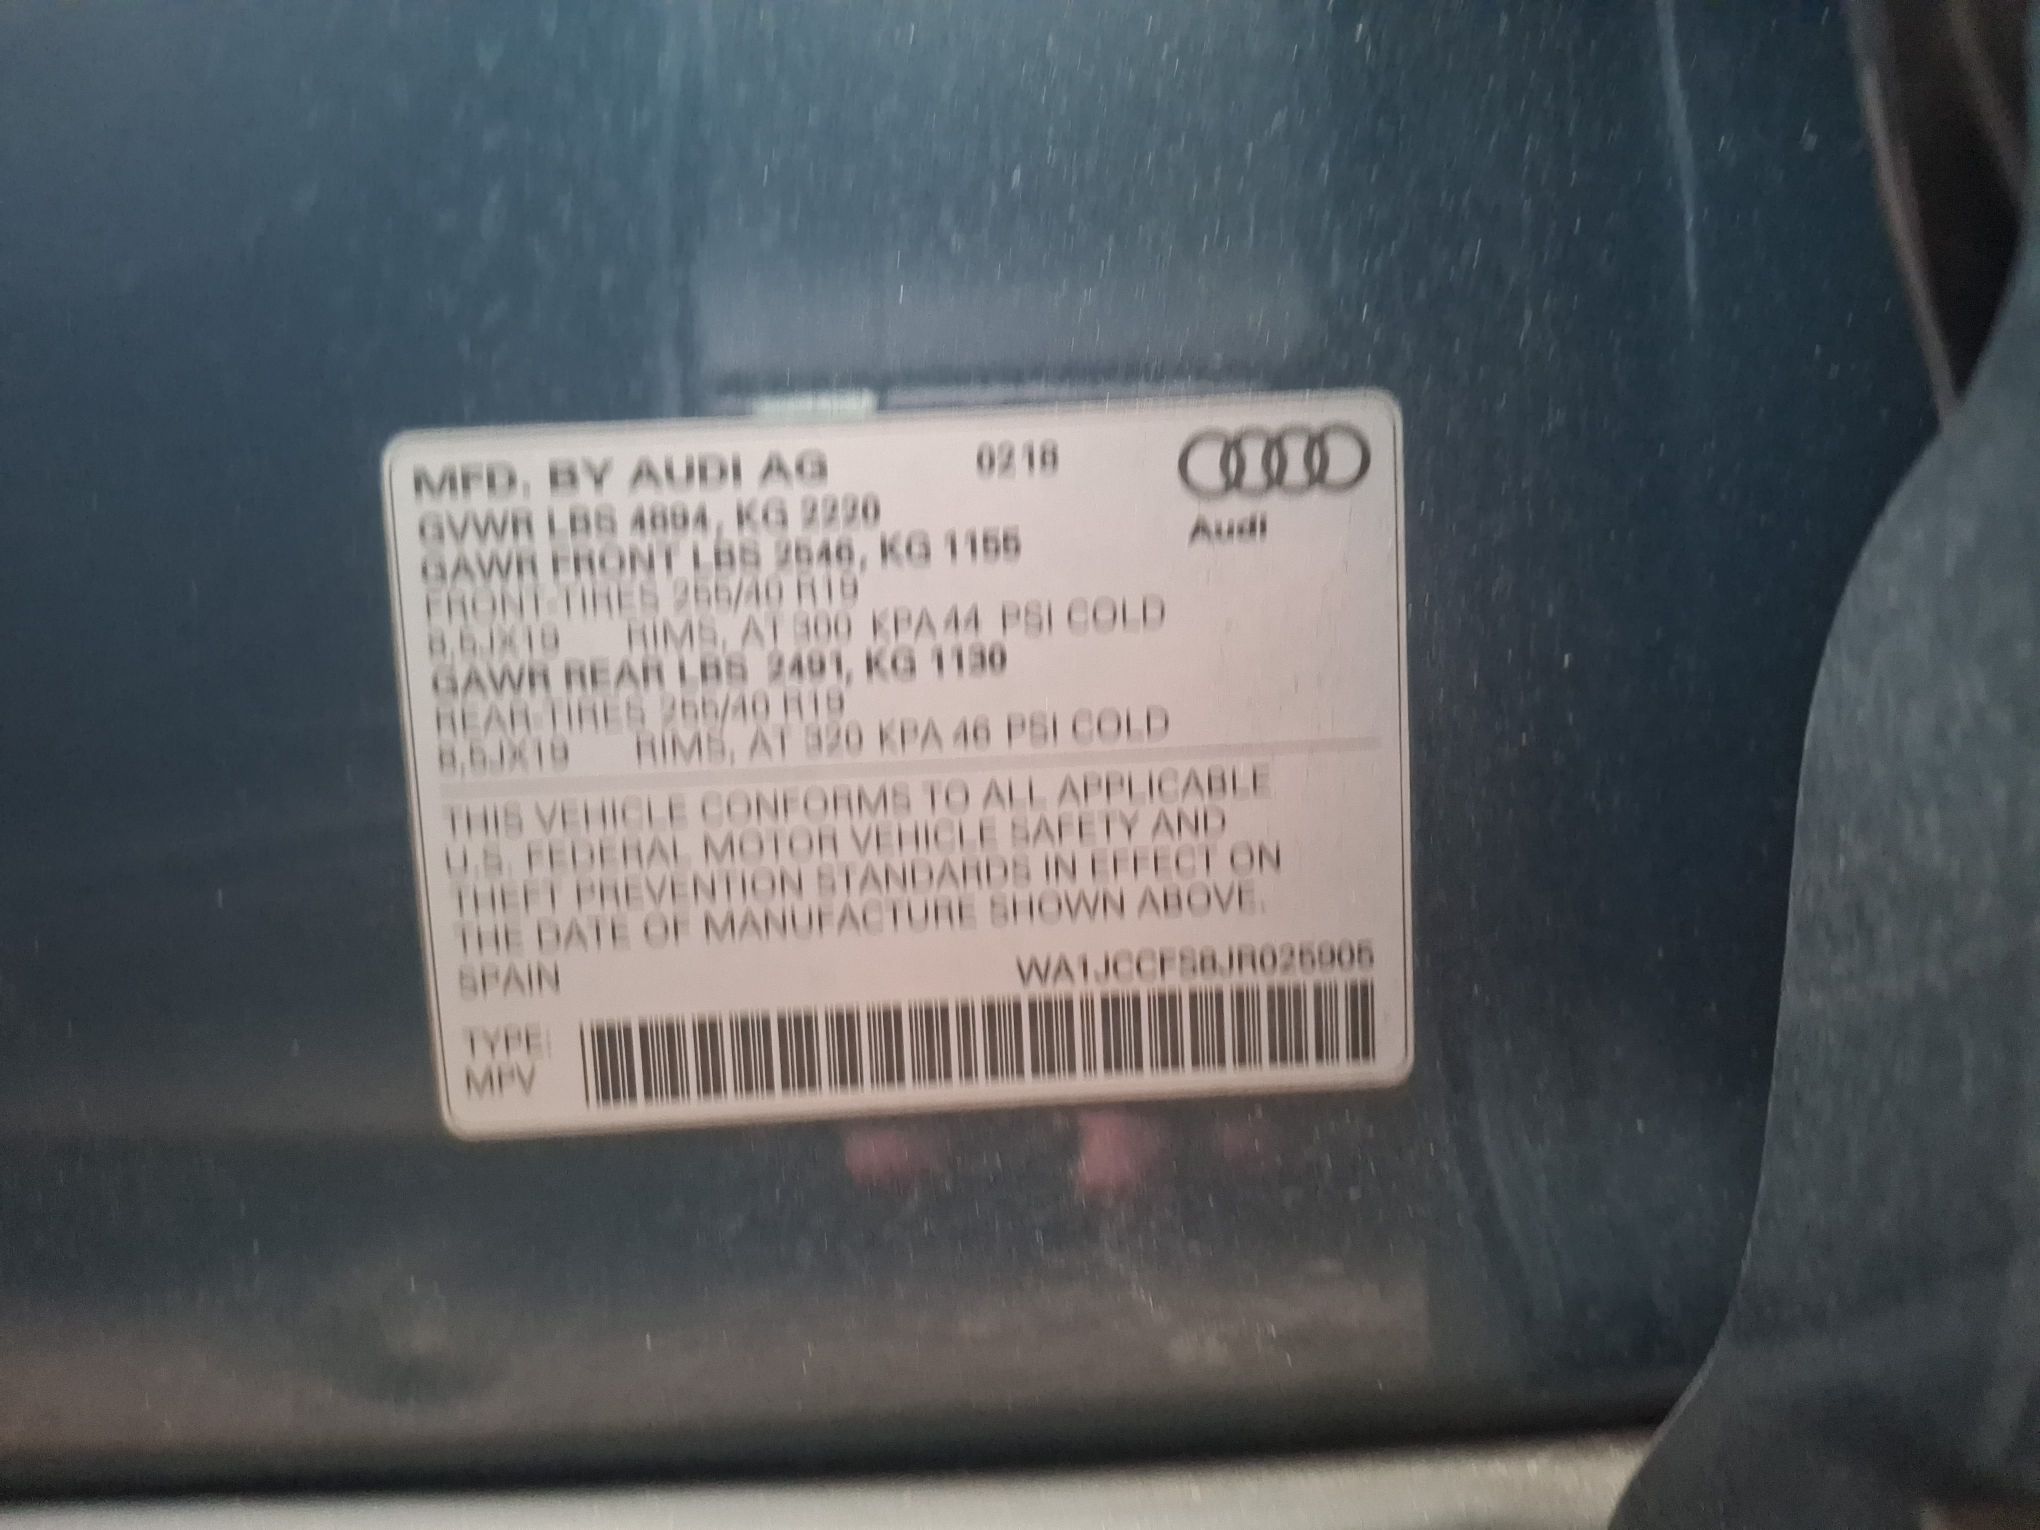 MFD. BY AUDI AG 0218
Audi
GVWR LBS 4894, KG 2220
GAWR FRONT LBS 2546, KG 1155
FRONT-TIRES 255/40 R19
8,5JX19 RIMS, AT 300 KPA 44 PSI COLD
GAWR REAR LBS 2491, KG 1130
REAR-TIRES 255/40 R19
8,5JX19 RIMS, AT 320 KPA 46 PSI COLD
THIS VEHICLE CONFORMS TO ALL APPLICABLE
U.S. FEDERAL MOTOR VEHICLE SAFETY AND
THEFT PREVENTION STANDARDS IN EFFECT ON
THE DATE OF MANUFACTURE SHOWN ABOVE.
SPAIN WA1JCCFS8JR025905
TYPE:
MPV